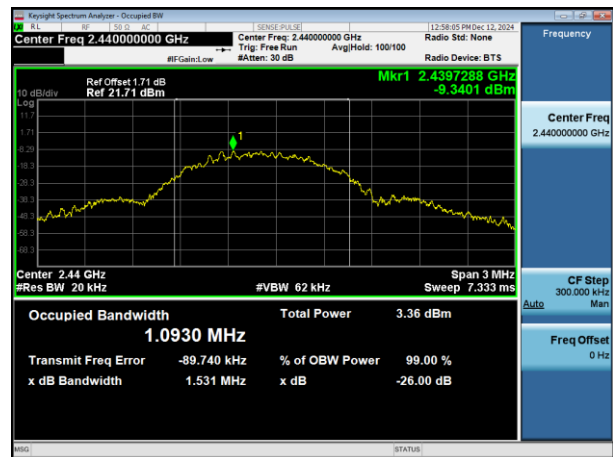 Keysight Spectrum Analyzer - Occupied BW
RL RF 50 Ω AC SENSE:PULSE 12:58:05 PM Dec 12, 2024
Center Freq 2.440000000 GHz Center Freq: 2.440000000 GHz Radio Std: None
Trig: Free Run Avg|Hold: 100/100
#IFGain:Low #Atten: 30 dB Radio Device: BTS
Frequency
Ref Offset 1.71 dB Mkr1 2.4397288 GHz
10 dB/div Ref 21.71 dBm -9.3401 dBm
Log
11.7
1.71
-8.29
-18.3
-28.3
-38.3
-48.3
-58.3
-68.3
1
Center 2.44 GHz Span 3 MHz
#Res BW 20 kHz #VBW 62 kHz Sweep 7.333 ms
Occupied Bandwidth Total Power 3.36 dBm
1.0930 MHz
Transmit Freq Error -89.740 kHz % of OBW Power 99.00 %
x dB Bandwidth 1.531 MHz x dB -26.00 dB
Center Freq
2.440000000 GHz
CF Step
300.000 kHz
Auto Man
Freq Offset
0 Hz
MSG STATUS